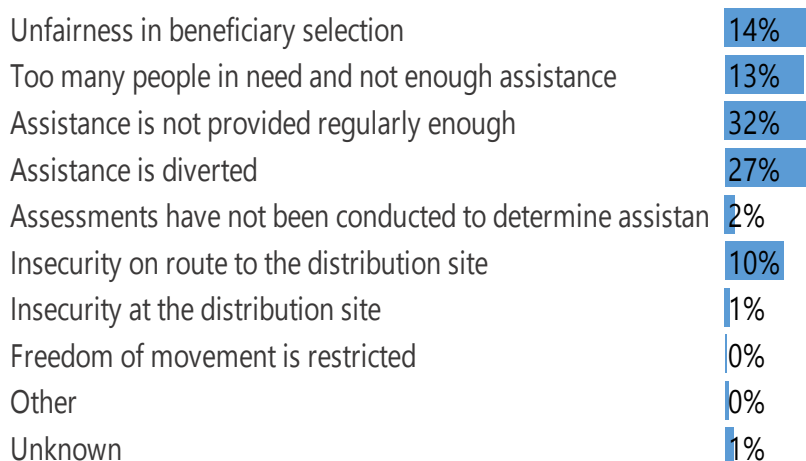 Unfairness in beneficiary selection 14%
Too many people in need and not enough assistance 13%
Assistance is not provided regularly enough 32%
Assistance is diverted 27%
Assessments have not been conducted to determine assistan 2%
Insecurity on route to the distribution site 10%
Insecurity at the distribution site 1%
Freedom of movement is restricted 0%
Other 0%
Unknown 1%